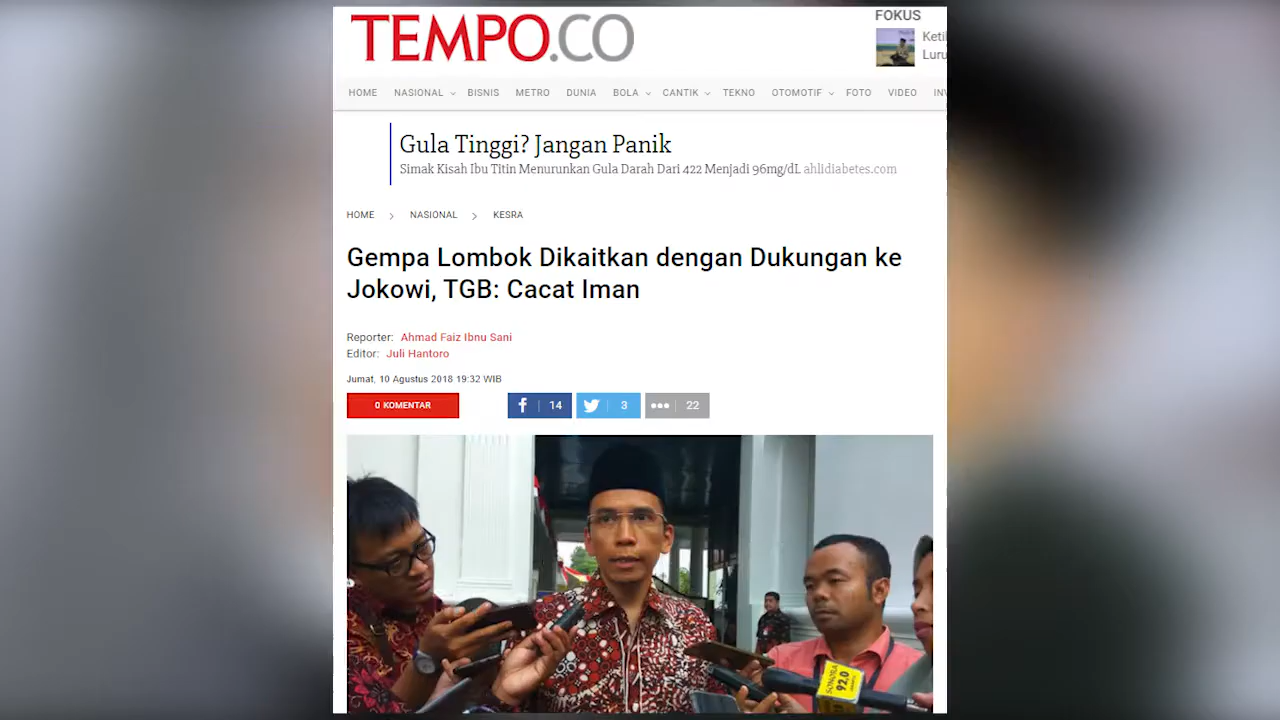 TEMPO.CO
FOKUS
HOME NASIONAL BISNIS METRO DUNIA BOLA CANTIK TEKNO OTOMOTIF FOTO VIDEO
Gula Tinggi? Jangan Panik
Simak Kisah Ibu Titin Menurunkan Gula Darah Dari 422 Menjadi 96mg/dL ahlidiabetes.com
HOME > NASIONAL > KESRA
Gempa Lombok Dikaitkan dengan Dukungan ke
Jokowi, TGB: Cacat Iman
Reporter: Ahmad Faiz Ibnu Sani
Editor: Juli Hantoro
Jumat, 10 Agustus 2018 19:32 WIB
0 KOMENTAR 14 3 22
SONORA
92.0